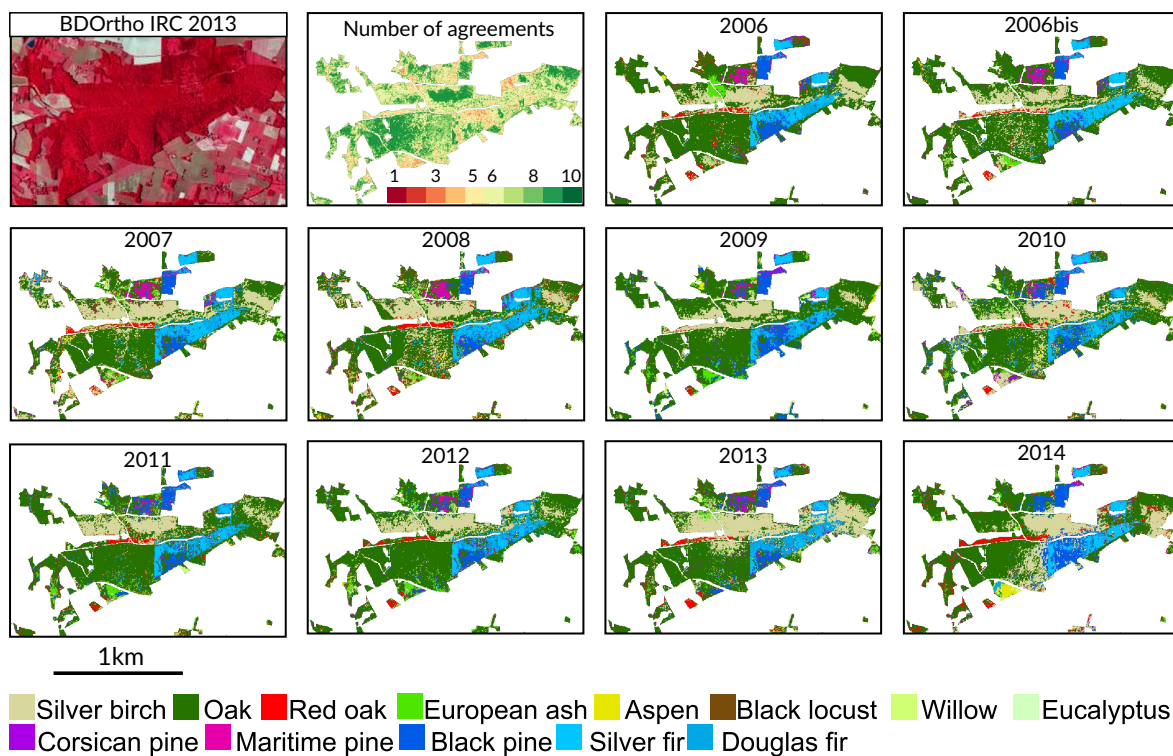 BDOrtho IRC 2013
Number of agreements
2006
2006bis
1 3 5 6 8 10
2007
2008
2009
2010
2011
2012
2013
2014
1km
Silver birch Oak Red oak European ash Aspen Black locust Willow Eucalyptus
Corsican pine Maritime pine Black pine Silver fir Douglas fir